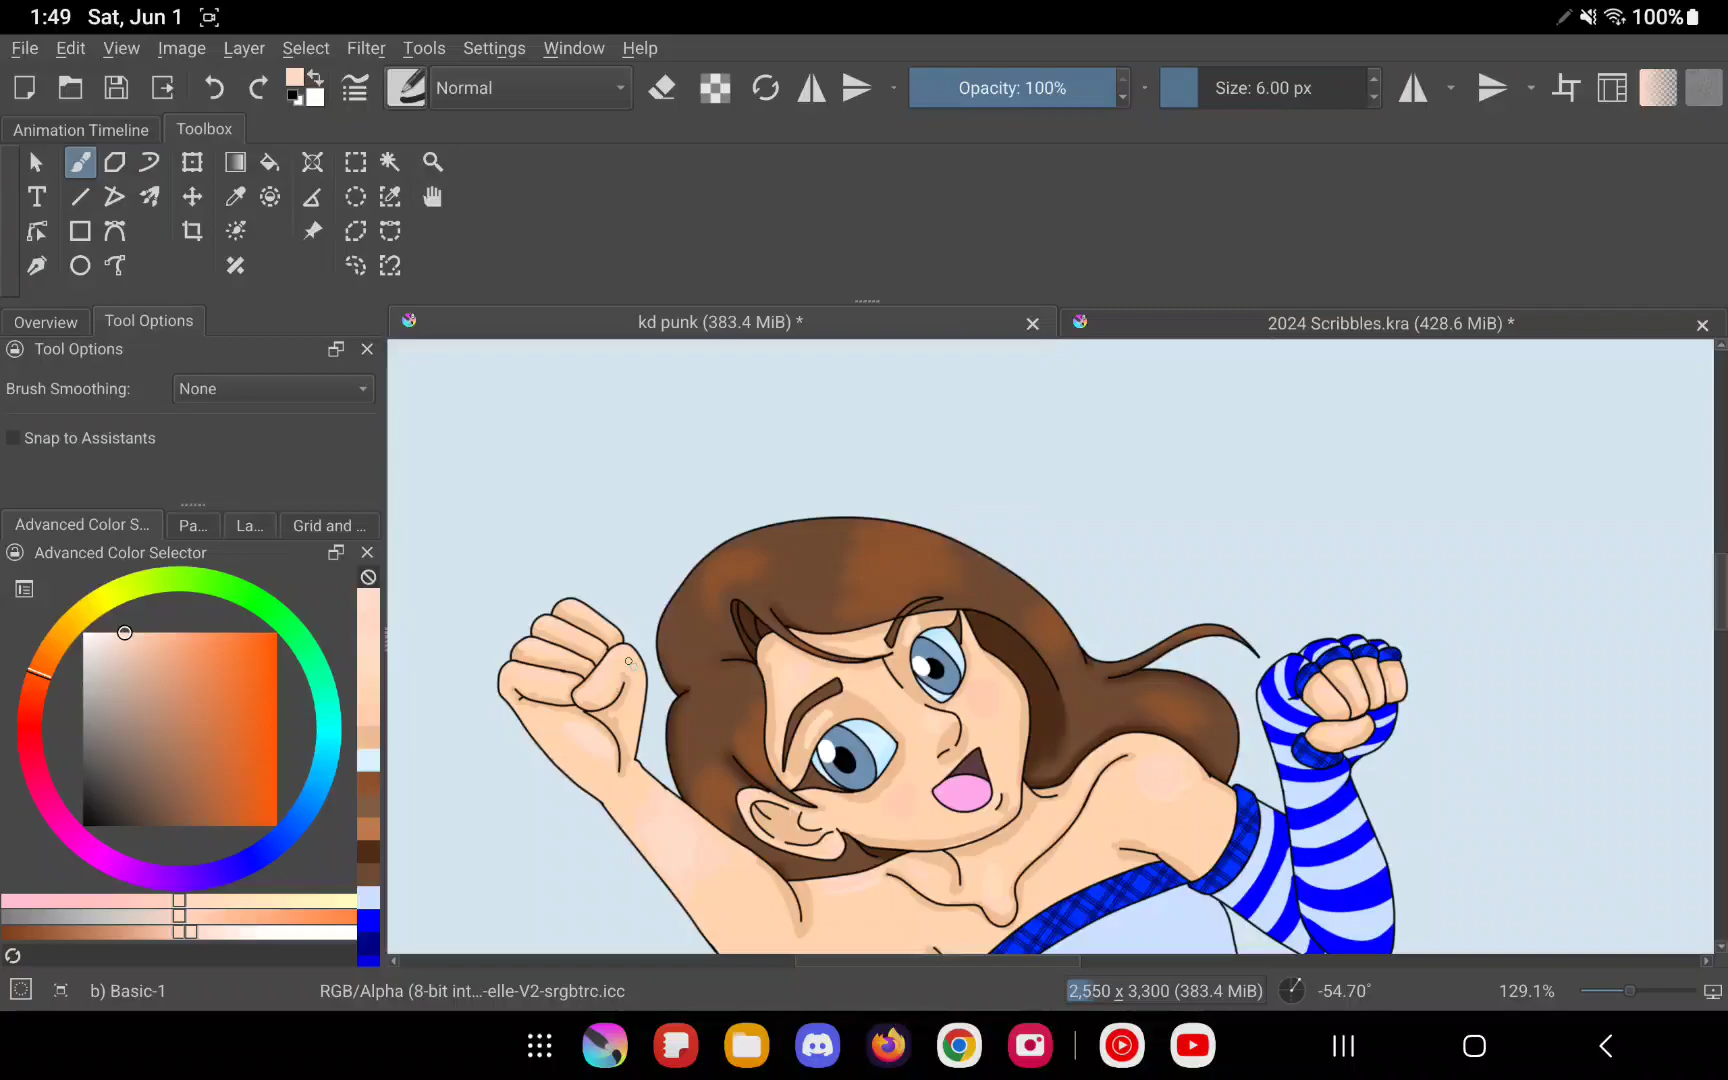 1:49 Sat, Jun 1 100%
File Edit View Image Layer Select Filter Tools Settings Window Help
Normal Opacity: 100% Size: 6.00 px
Animation Timeline Toolbox
Overview Tool Options kd punk (383.4 MiB) * 2024 Scribbles.kra (428.6 MiB) *
Tool Options
Brush Smoothing: None
Snap to Assistants
Advanced Color S... Pa... La... Grid and ...
Advanced Color Selector
b) Basic-1 RGB/Alpha (8-bit int...-elle-V2-srgbtrc.icc 2,550 x 3,300 (383.4 MiB) -54.70° 129.1%